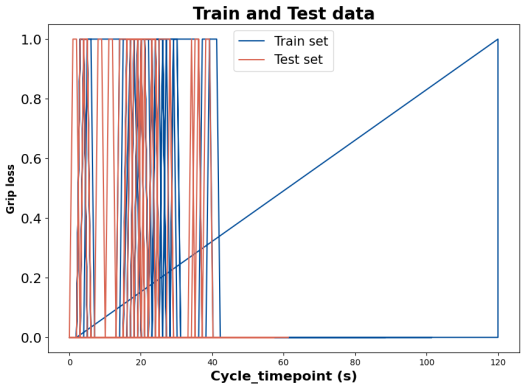 Train and Test data
Train set
Test set
Grip loss
1.0
0.8
0.6
0.4
0.2
0.0
0 20 40 60 80 100 120
Cycle_timepoint (s)